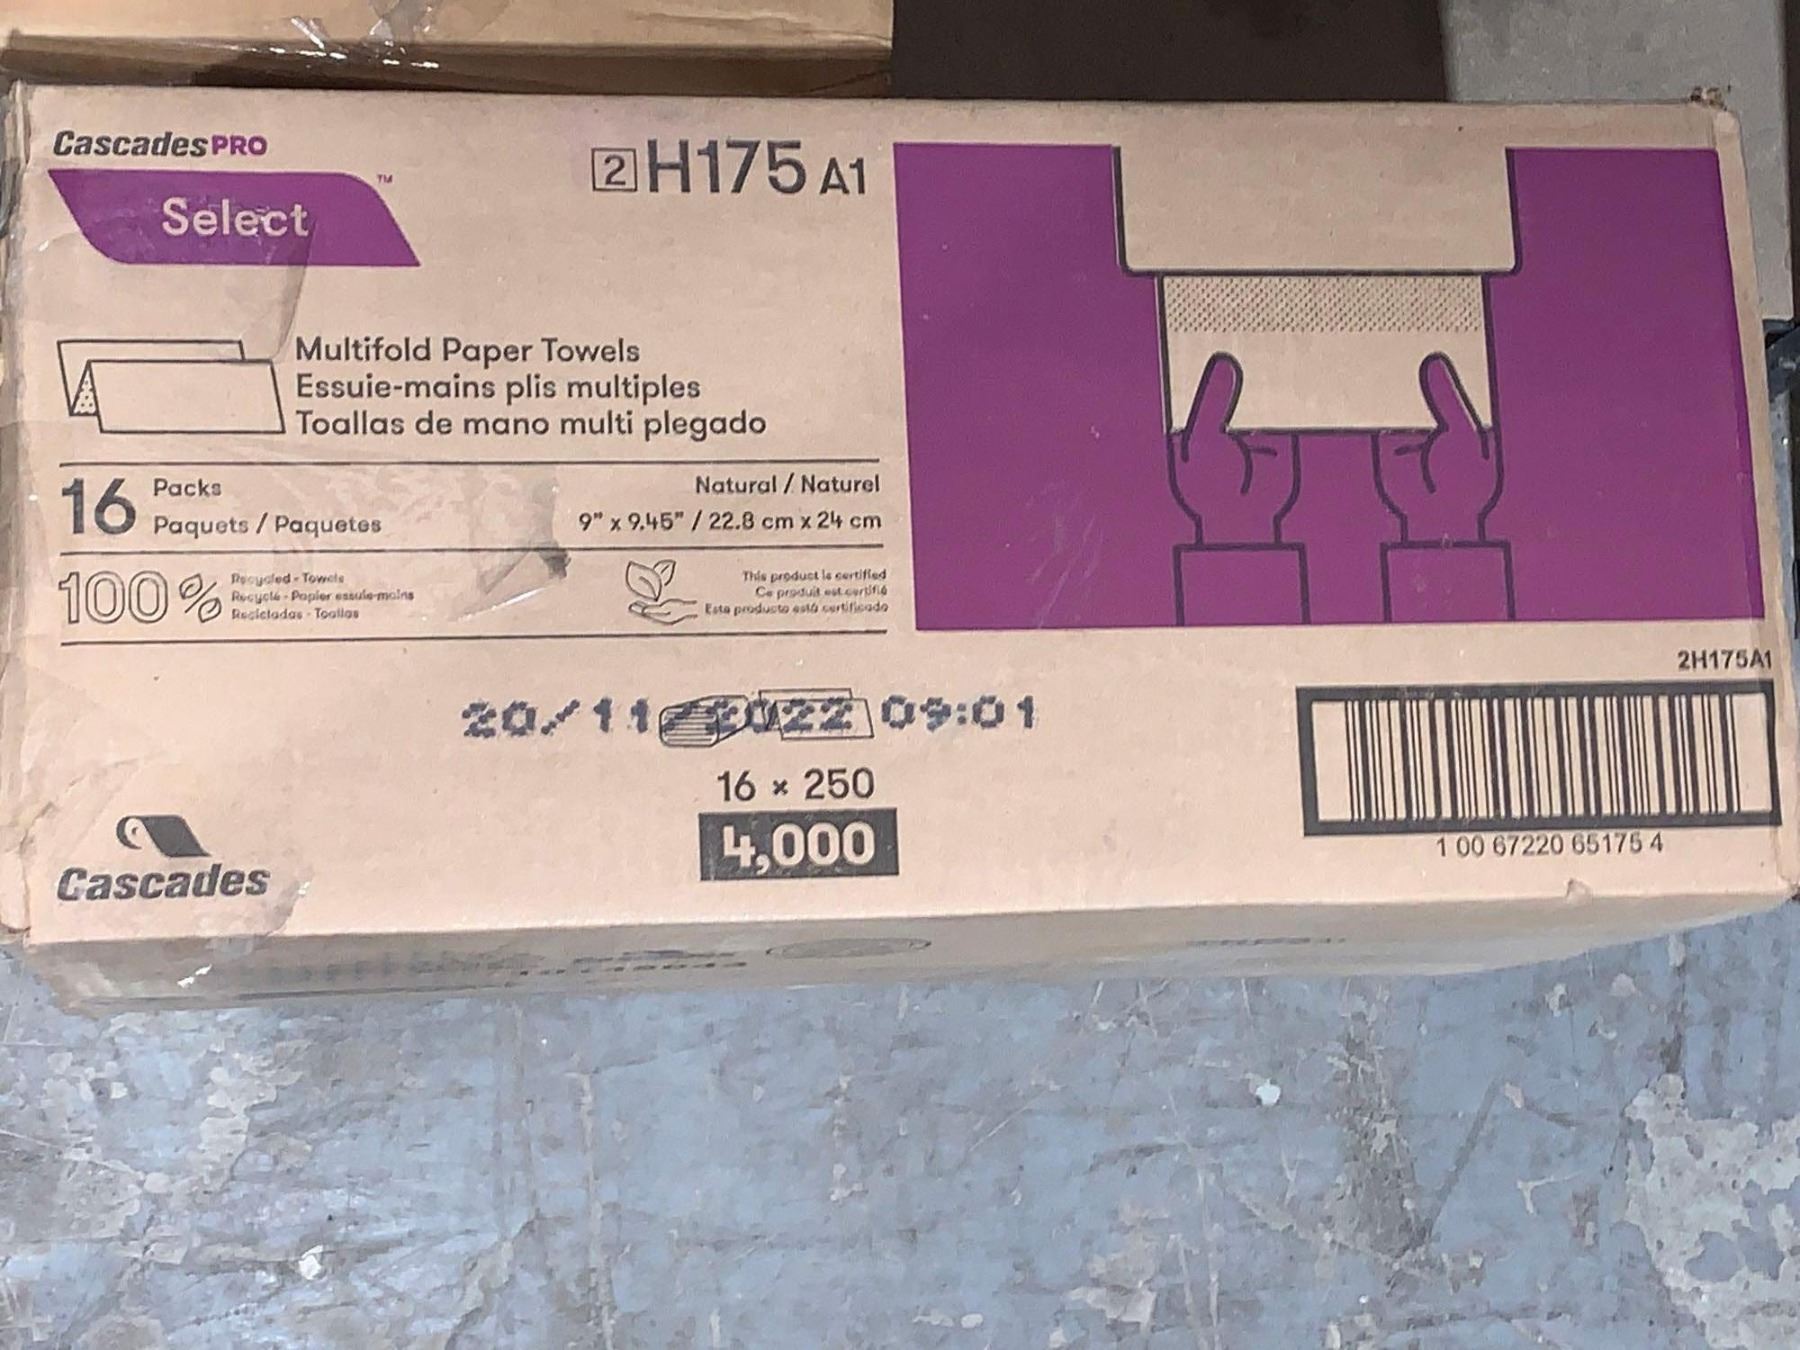 CascadesPRO
Select™
2 H175 A1
Multifold Paper Towels
Essuie-mains plis multiples
Toallas de mano multi plegado
16 Packs
Paquets / Paquetes
Natural / Naturel
9" x 9.45" / 22.8 cm x 24 cm
100% Recycled - Towels
Recyclé - Papier essuie-mains
Recicladas - Toallas
This product is certified
Ce produit est certifié
Este producto está certificado
2H175A1
20/11/2022 09:01
16 × 250
4,000
1 00 67220 65175 4
Cascades